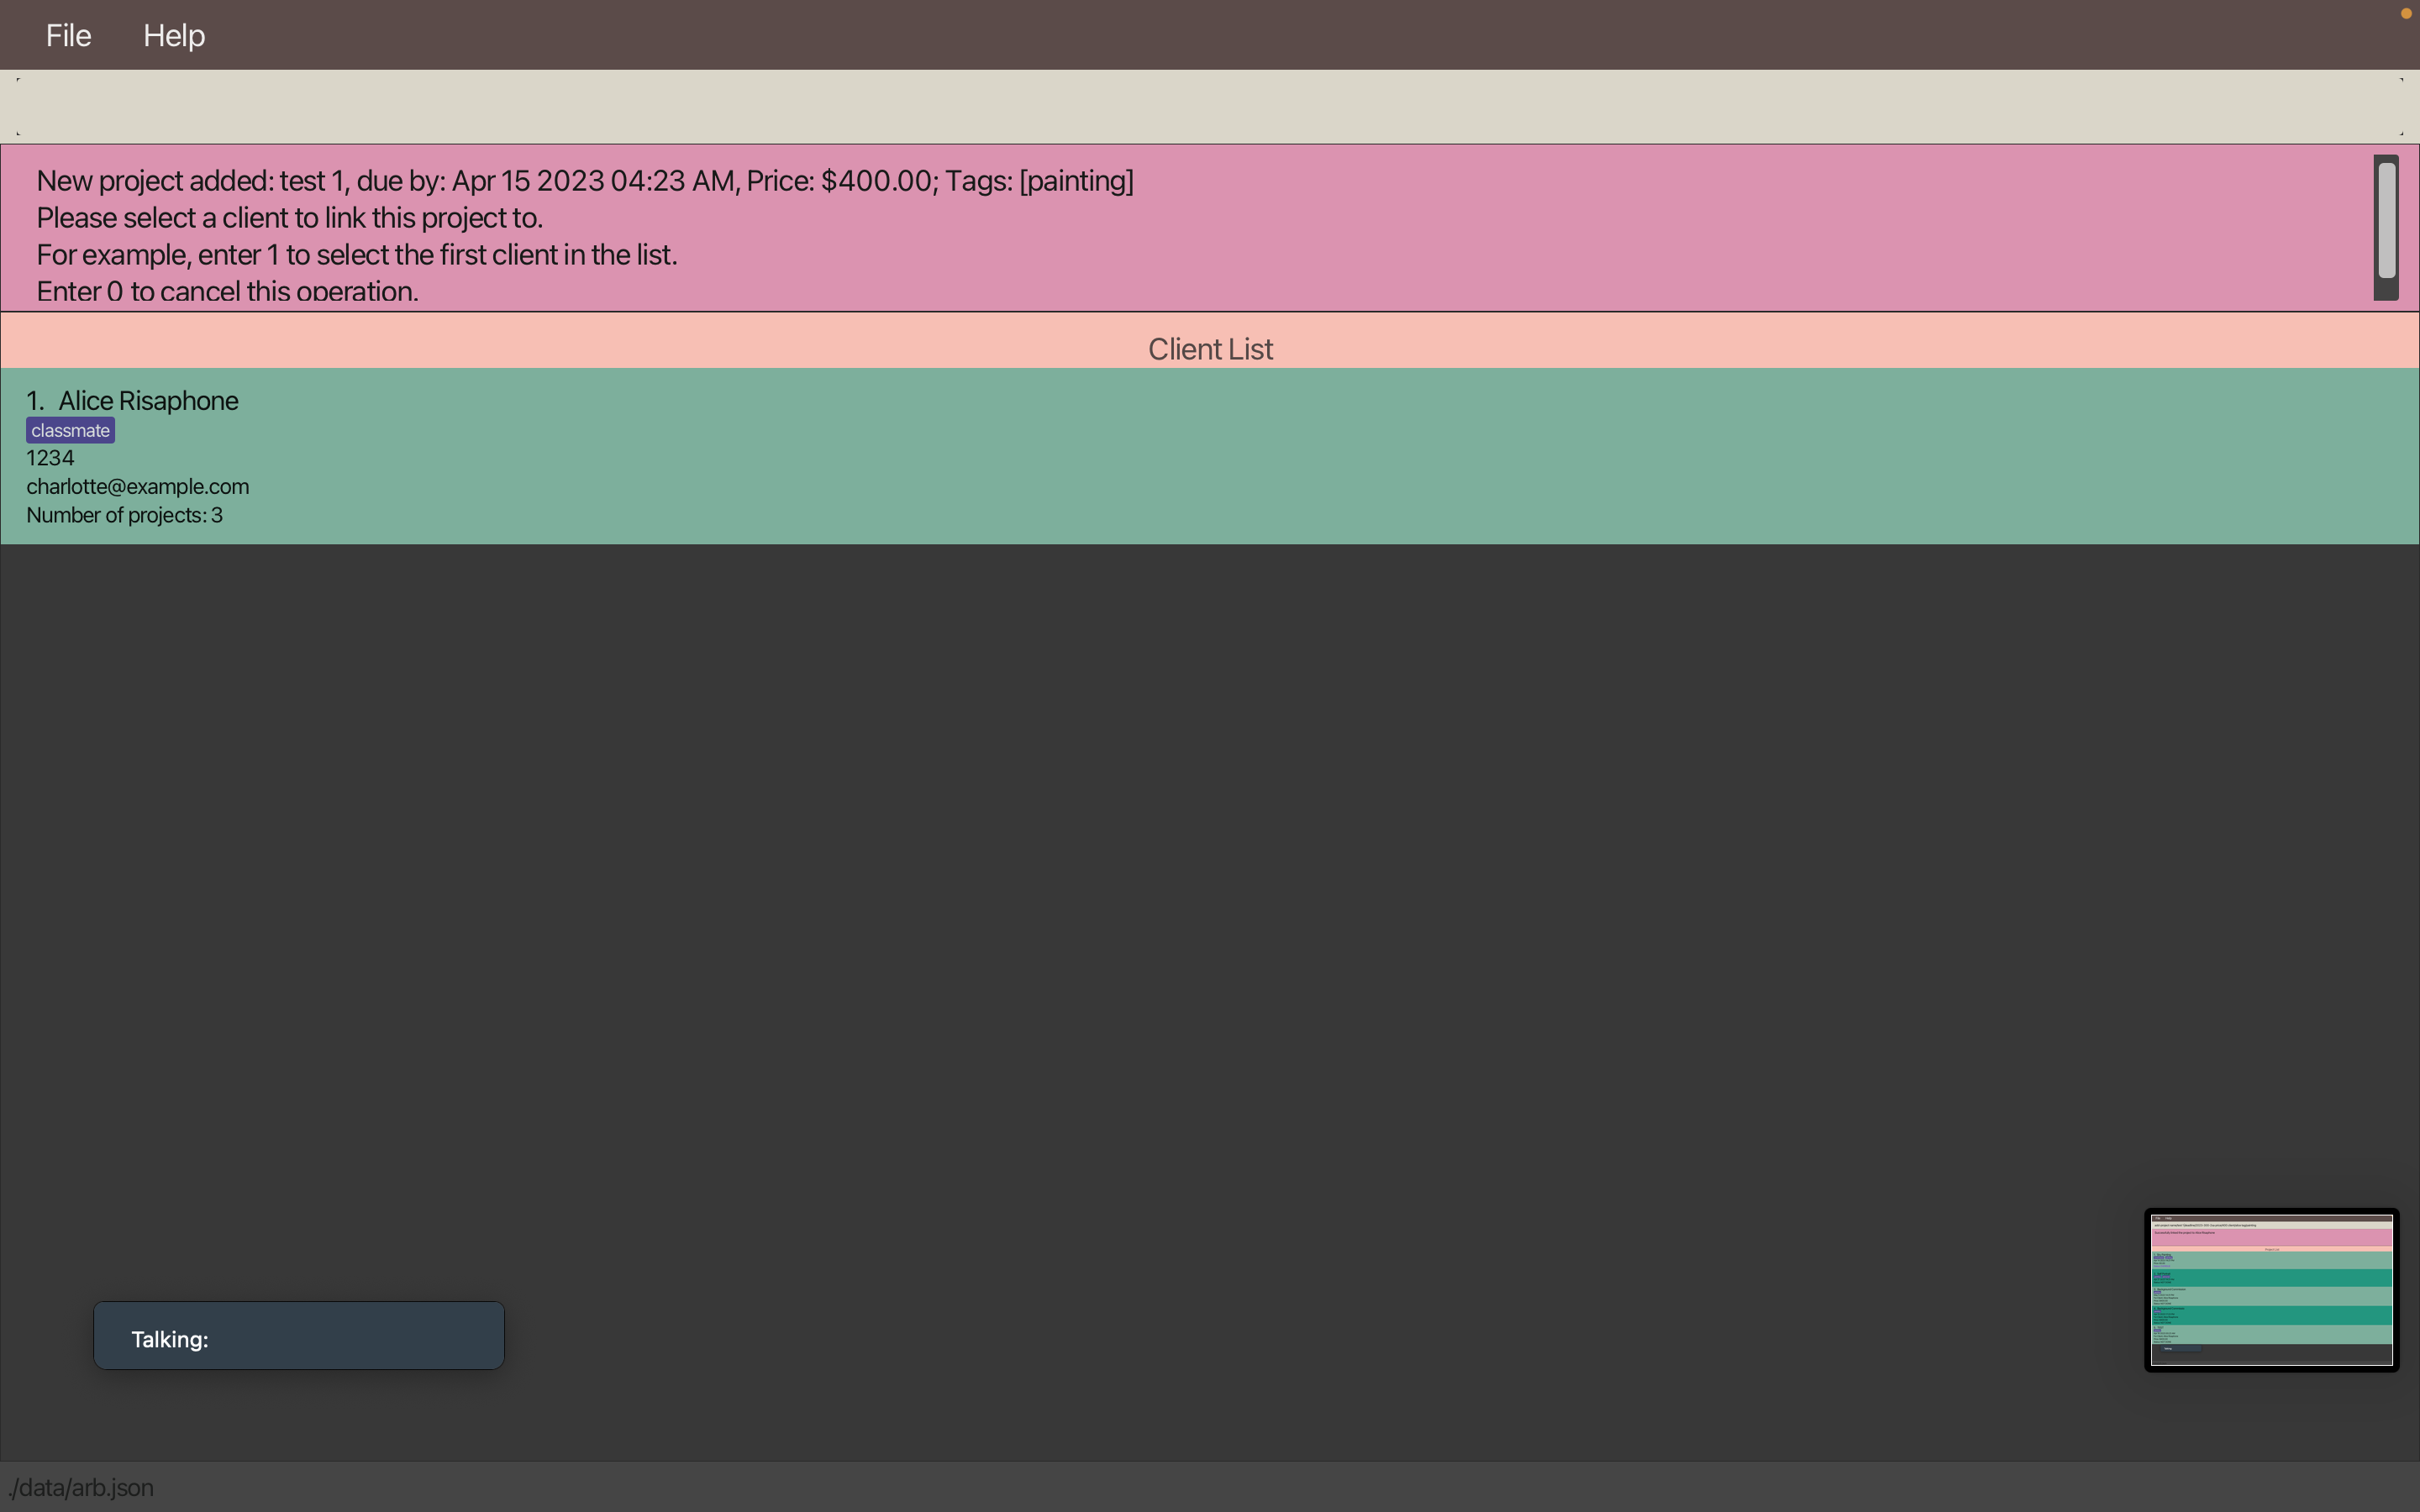 File Help
New project added: test 1, due by: Apr 15 2023 04:23 AM, Price: $400.00; Tags: [painting]
Please select a client to link this project to.
For example, enter 1 to select the first client in the list.
Enter 0 to cancel this operation.
Client List
1. Alice Risaphone
classmate
1234
charlotte@example.com
Number of projects: 3
Talking:
./data/arb.json